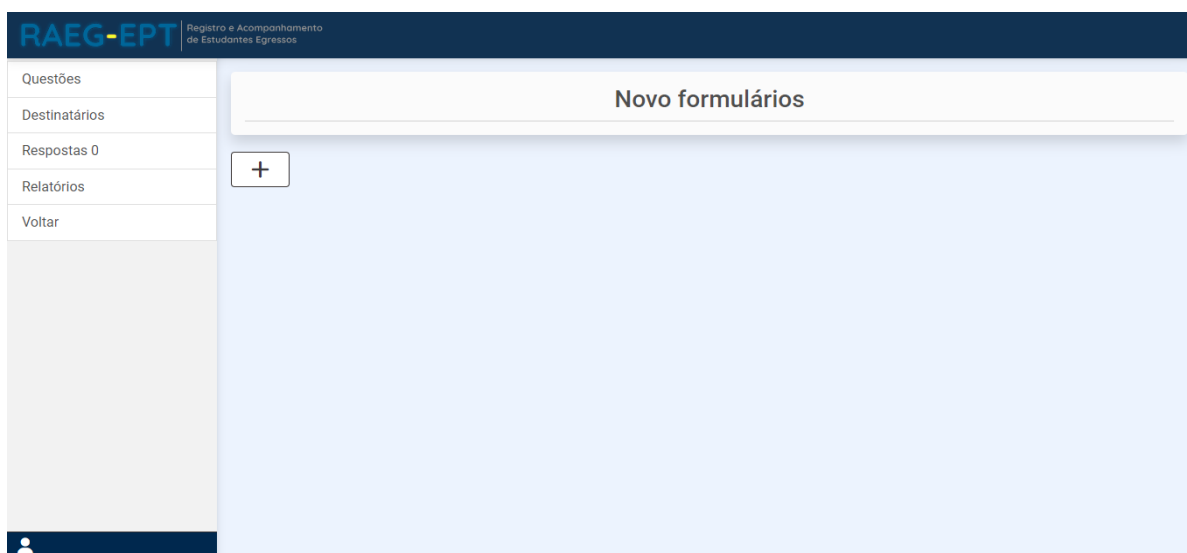 RAEG-EPT
Registro e Acompanhamento
de Estudantes Egressos
Questões
Destinatários
Respostas 0
Relatórios
Voltar
Novo formulários
+